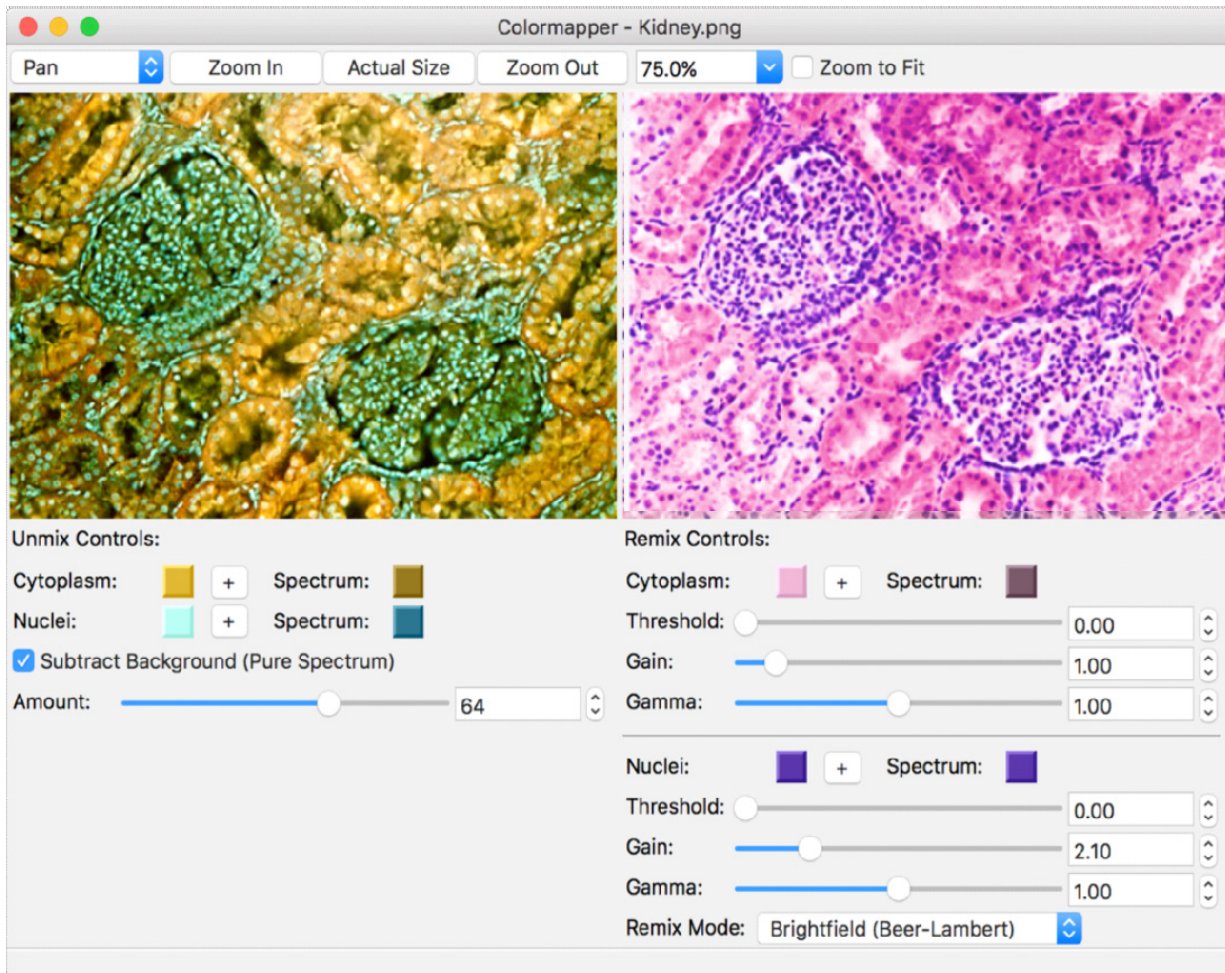 Colormapper - Kidney.png
Pan Zoom In Actual Size Zoom Out 75.0% Zoom to Fit
Unmix Controls:
Cytoplasm: + Spectrum:
Nuclei: + Spectrum:
Subtract Background (Pure Spectrum)
Amount: 64
Remix Controls:
Cytoplasm: + Spectrum:
Threshold: 0.00
Gain: 1.00
Gamma: 1.00
Nuclei: + Spectrum:
Threshold: 0.00
Gain: 2.10
Gamma: 1.00
Remix Mode: Brightfield (Beer-Lambert)